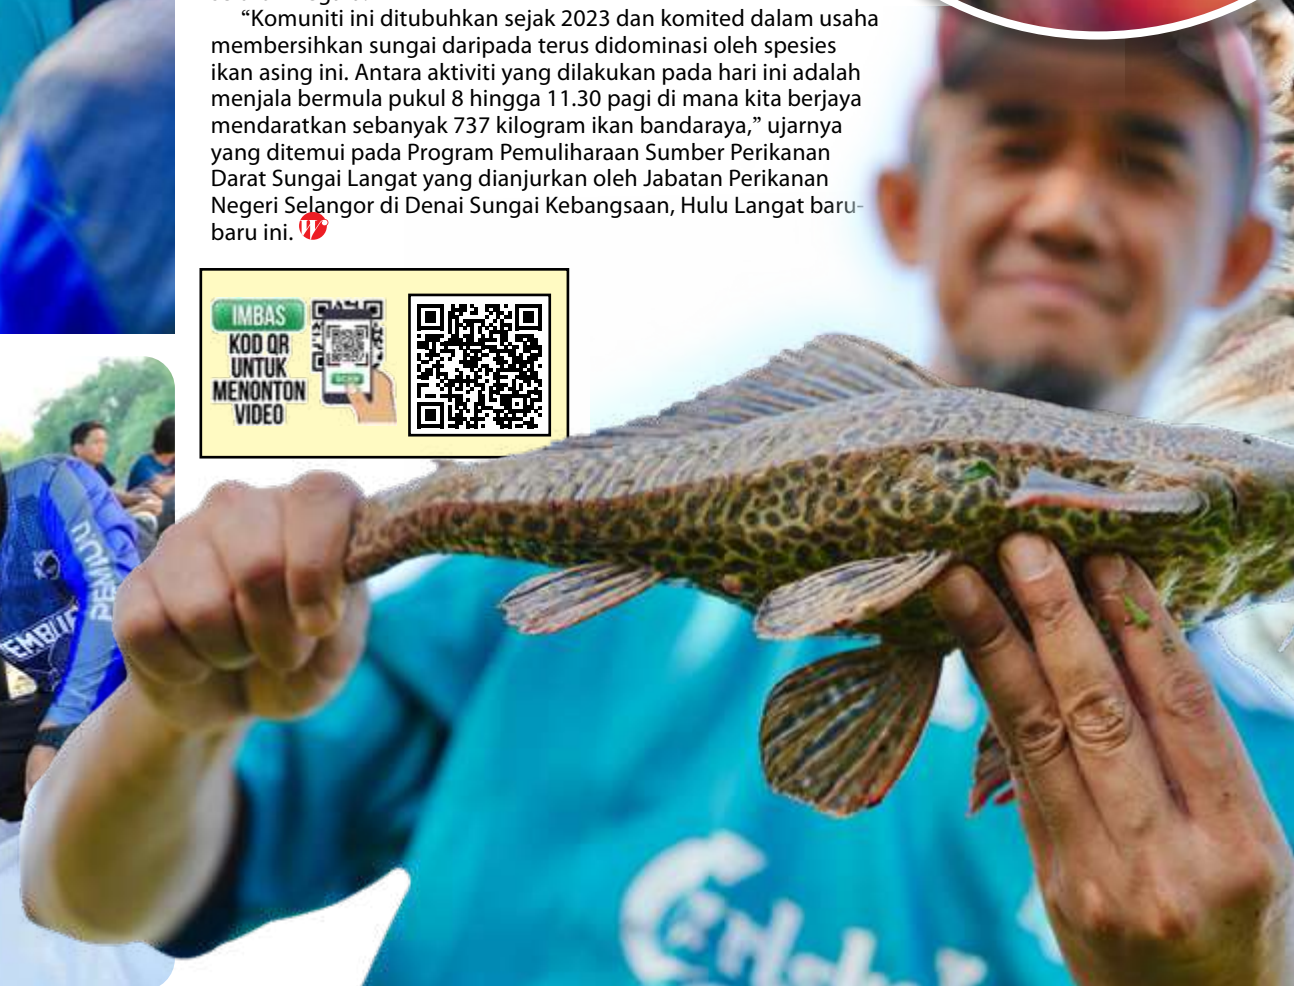 “Komuniti ini ditubuhkan sejak 2023 dan komited dalam usaha
membersihkan sungai daripada terus didominasi oleh spesies
ikan asing ini. Antara aktiviti yang dilakukan pada hari ini adalah
menjala bermula pukul 8 hingga 11.30 pagi di mana kita berjaya
mendaratkan sebanyak 737 kilogram ikan bandaraya,” ujarnya
yang ditemui pada Program Pemuliharaan Sumber Perikanan
Darat Sungai Langat yang dianjurkan oleh Jabatan Perikanan
Negeri Selangor di Denai Sungai Kebangsaan, Hulu Langat baru-
baru ini.
IMBAS
KOD QR
UNTUK
MENONTON
VIDEO